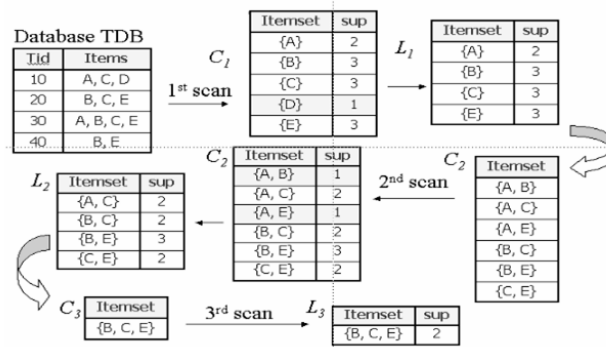 Database TDB
Tid Items
10 A, C, D
20 B, C, E
30 A, B, C, E
40 B, E
1st scan
C1
Itemset sup
{A} 2
{B} 3
{C} 3
{D} 1
{E} 3
L1
Itemset sup
{A} 2
{B} 3
{C} 3
{E} 3
C2
Itemset
{A, B}
{A, C}
{A, E}
{B, C}
{B, E}
{C, E}
2nd scan
C2
Itemset sup
{A, B} 1
{A, C} 2
{A, E} 1
{B, C} 2
{B, E} 3
{C, E} 2
L2
Itemset sup
{A, C} 2
{B, C} 2
{B, E} 3
{C, E} 2
C3
Itemset
{B, C, E}
3rd scan
L3
Itemset sup
{B, C, E} 2